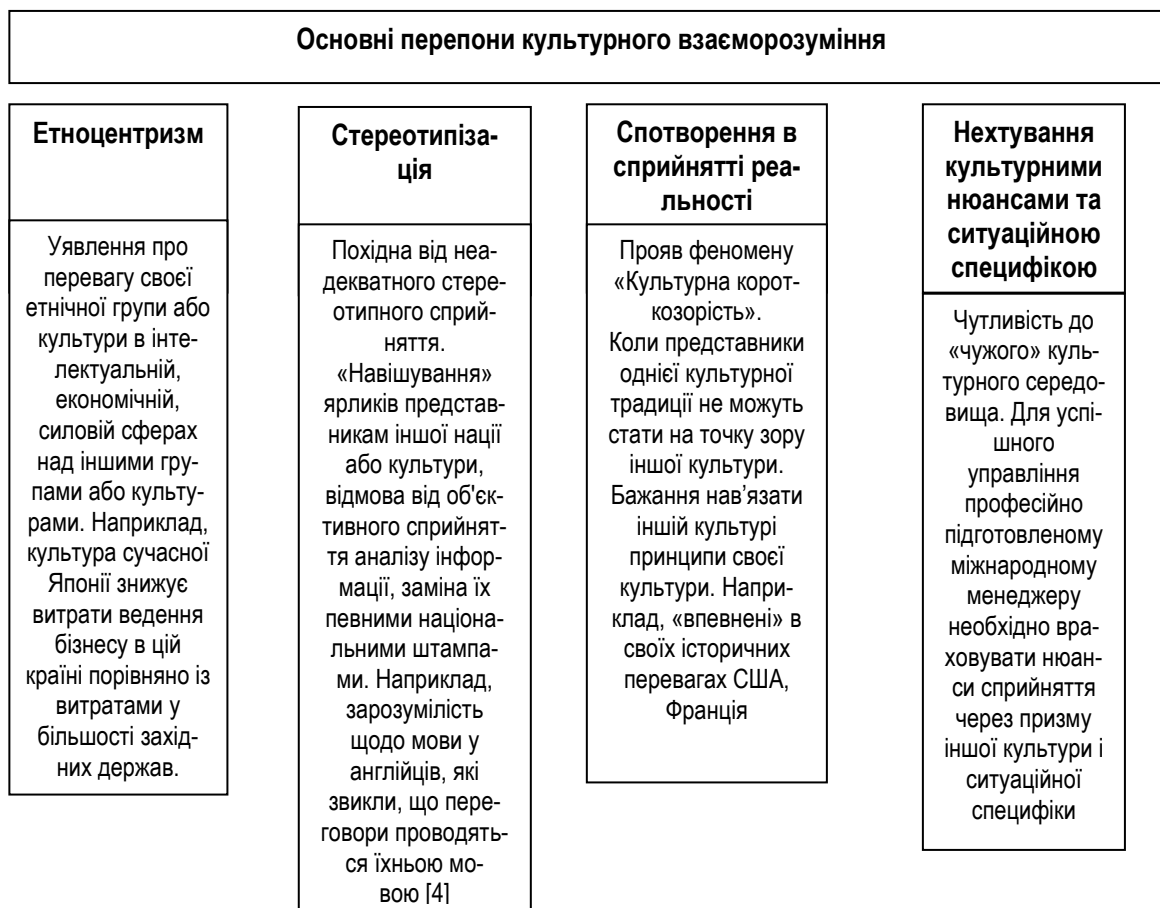 Основні перепони культурного взаєморозуміння
Етноцентризм
Уявлення про
перевагу своєї
етнічної групи або
культури в інте-
лектуальній,
економічній,
силовій сферах
над іншими гру-
пами або культу-
рами. Наприклад,
культура сучасної
Японії знижує
витрати ведення
бізнесу в цій
країні порівняно із
витратами у
більшості захід-
них держав.
Стереотипіза-
ція
Похідна від неа-
декватного стере-
отипного сприй-
няття.
«Навішування»
ярликів представ-
никам іншої нації
або культури,
відмова від об'єк-
тивного сприйнят-
тя аналізу інфор-
мації, заміна їх
певними націона-
льними штампа-
ми. Наприклад,
зарозумілість
щодо мови у
англійців, які
звикли, що пере-
говори проводять-
ся їхньою мо-
вою [4]
Спотворення в
сприйнятті реа-
льності
Прояв феномену
«Культурна корот-
козорість».
Коли представники
однієї культурної
традиції не можуть
стати на точку зору
іншої культури.
Бажання нав’язати
іншій культурі
принципи своєї
культури. Напри-
клад, «впевнені» в
своїх історичних
перевагах США,
Франція
Нехтування
культурними
нюансами та
ситуаційною
специфікою
Чутливість до
«чужого» куль-
турного середо-
вища. Для успі-
шного
управління
професійно
підготовленому
міжнародному
менеджеру
необхідно вра-
ховувати нюан-
си сприйняття
через призму
іншої культури і
ситуаційної
специфіки